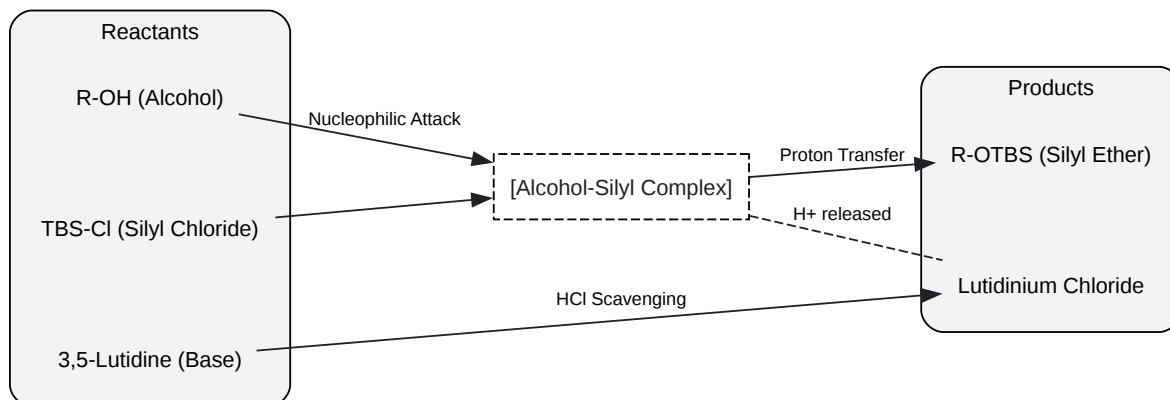 Reactants
R-OH (Alcohol)
TBS-Cl (Silyl Chloride)
3,5-Lutidine (Base)
Nucleophilic Attack
[Alcohol-Silyl Complex]
HCl Scavenging
Proton Transfer
H+ released
Products
R-OTBS (Silyl Ether)
Lutidinium Chloride